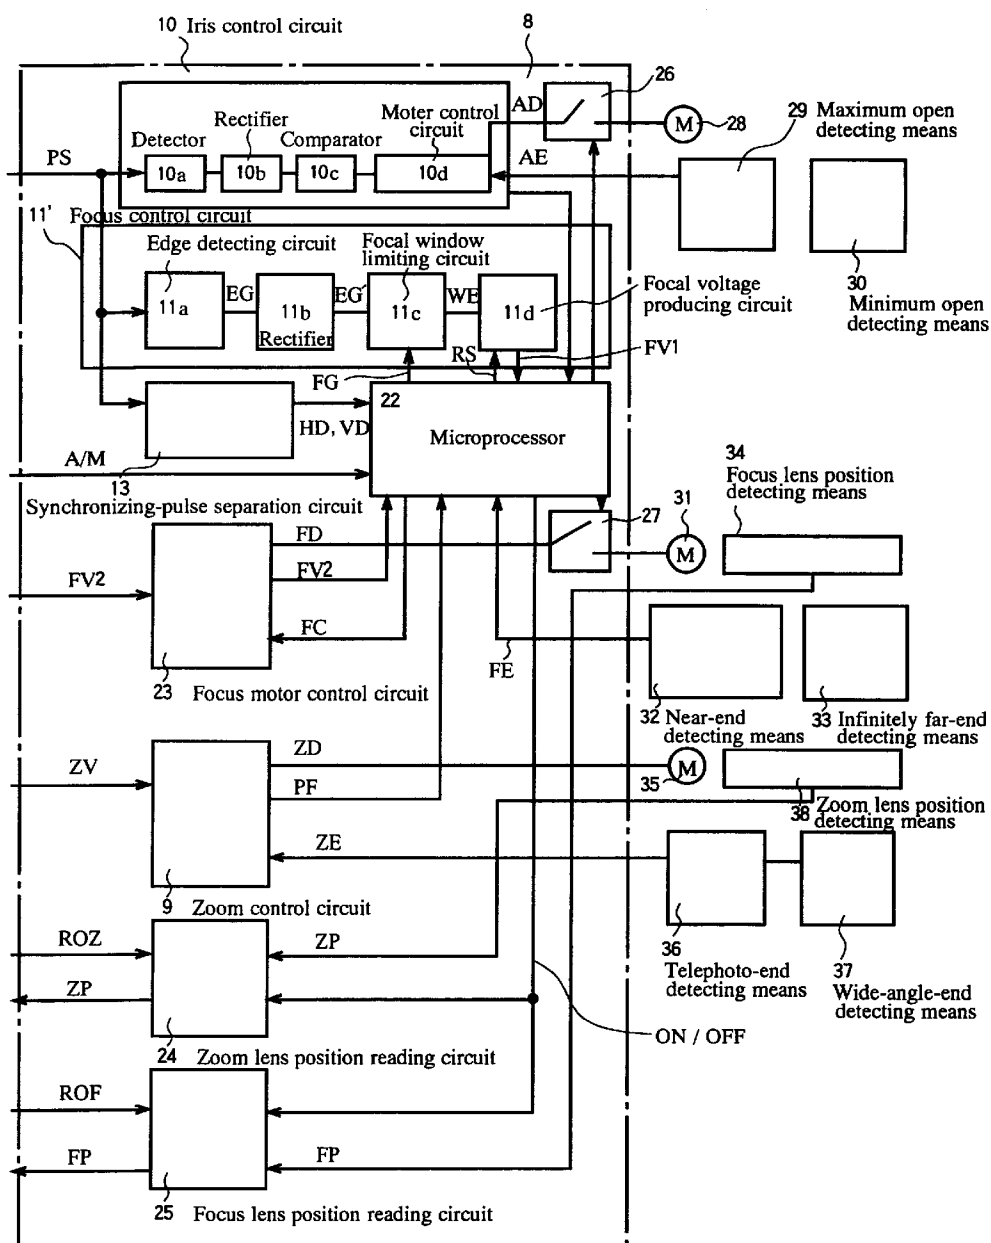 10 Iris control circuit
8
26
AD
Moter control
circuit
Rectifier
Comparator
Detector
28
M
29
Maximum open
detecting means
PS
10a
10b
10c
10d
AE
11' Focus control circuit
Edge detecting circuit
Focal window
limiting circuit
Focal voltage
producing circuit
30
Minimum open
detecting means
11a
EG
11b
Rectifier
EG'
11c
WE
11d
FG
RS
FV1
22
Microprocessor
HD, VD
A/M
13
Synchronizing-pulse separation circuit
34
Focus lens position
detecting means
27
31
M
FD
FV2
FV2
FC
FE
23 Focus motor control circuit
32 Near-end
detecting means
33 Infinitely far-end
detecting means
ZV
ZD
M
35
PF
38 Zoom lens position
detecting means
ZE
9 Zoom control circuit
36
Telephoto-end
detecting means
37
Wide-angle-end
detecting means
ROZ
ZP
ZP
ON / OFF
24 Zoom lens position reading circuit
ROF
FP
FP
25 Focus lens position reading circuit